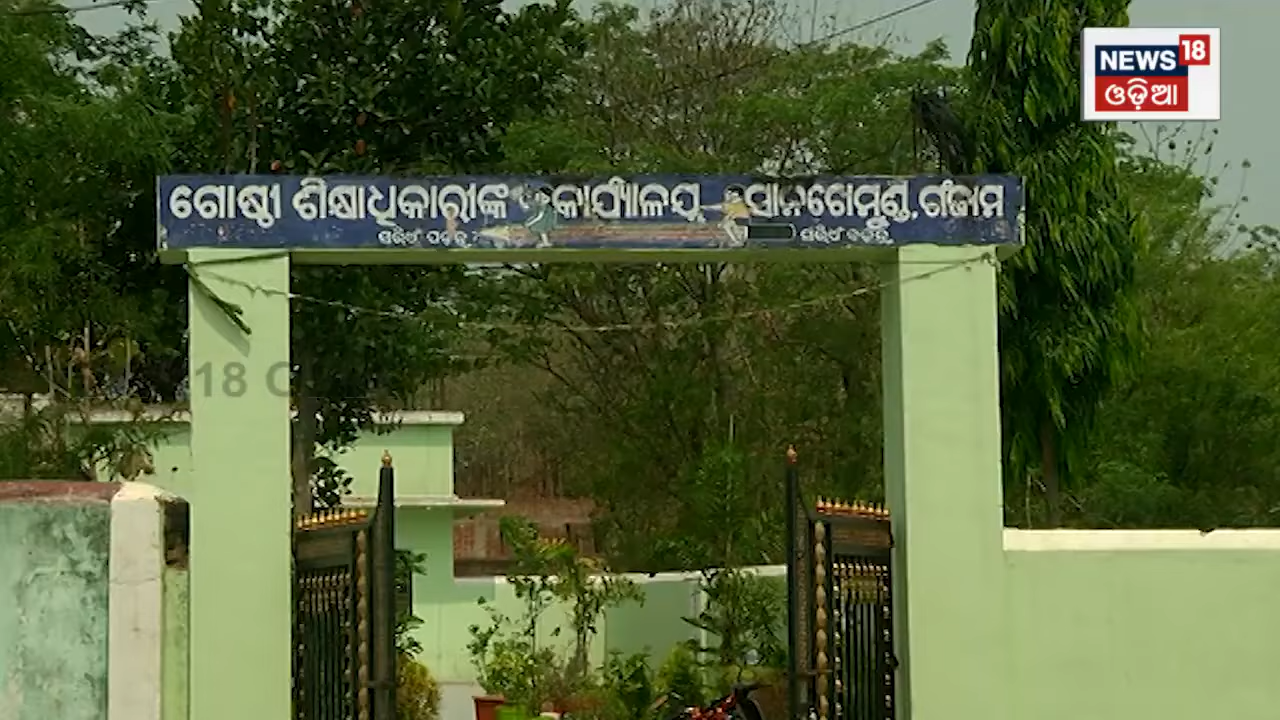 NEWS 18
ଓଡ଼ିଆ
ଗୋଷ୍ଠୀ ଶିକ୍ଷାଧିକାରୀଙ୍କ କାର୍ଯ୍ୟାଳୟ ସାନଖେମୁଣ୍ଡି, ଗଞ୍ଜାମ